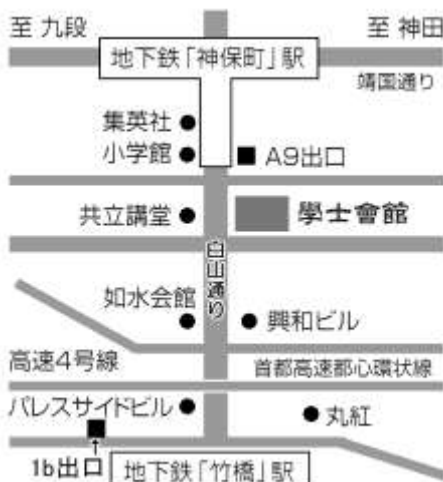 至 九段
至 神田
地下鉄「神保町」駅
靖国通り
集英社
小学館
A9出口
共立講堂
學士會館
白山通り
如水会館
興和ビル
高速4号線
首都高速都心環状線
パレスサイドビル
丸紅
1b出口
地下鉄「竹橋」駅